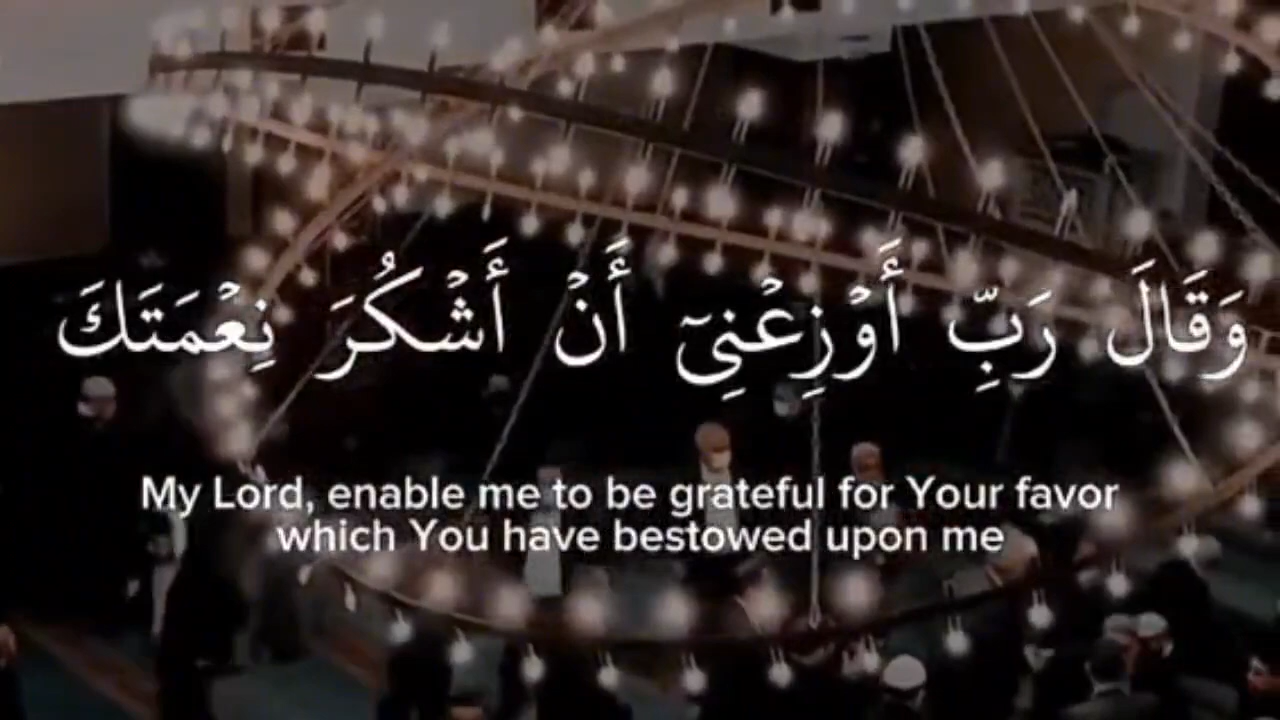 وَقَالَ رَبِّ أَوۡزِعۡنِيٓ أَنۡ أَشۡكُرَ نِعۡمَتَكَ
My Lord, enable me to be grateful for Your favor
which You have bestowed upon me